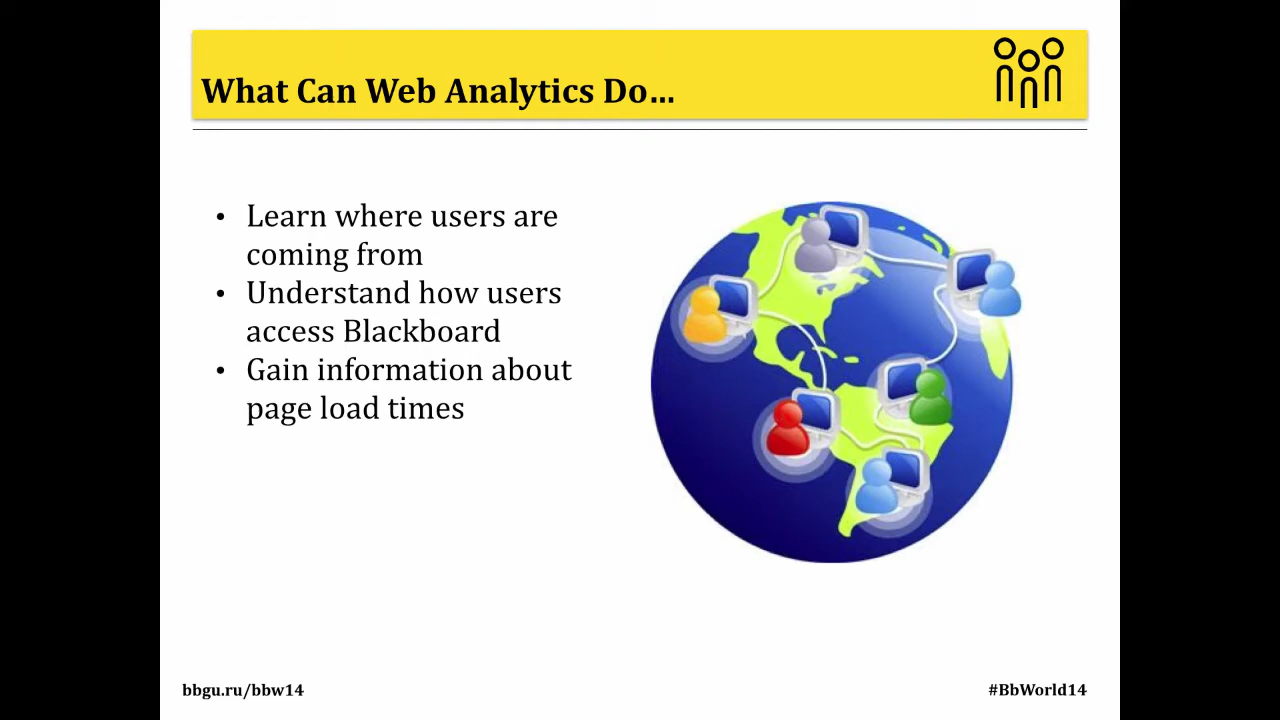 What Can Web Analytics Do…
• Learn where users are
coming from
• Understand how users
access Blackboard
• Gain information about
page load times
bbgu.ru/bbw14
#BbWorld14